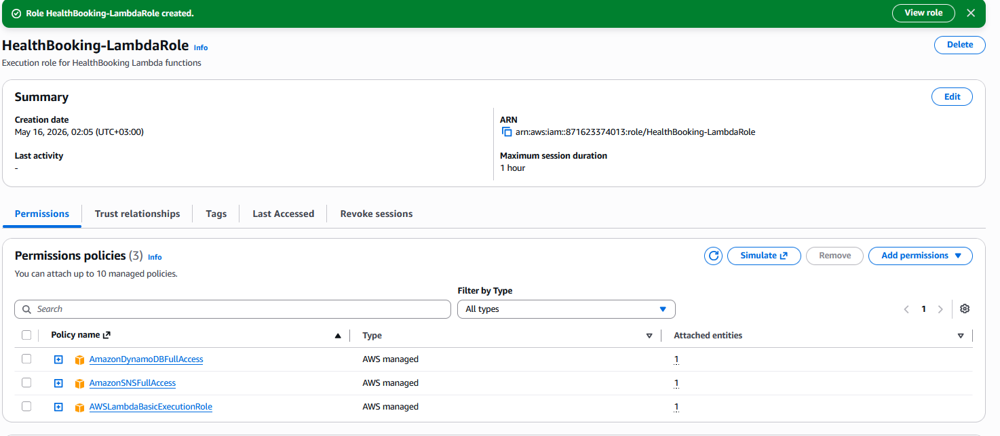 Role HealthBooking-LambdaRole created.
View role
HealthBooking-LambdaRole Info
Delete
Execution role for HealthBooking Lambda functions
Summary
Edit
Creation date
May 16, 2026, 02:05 (UTC+03:00)
ARN
arn:aws:iam::871623374013:role/HealthBooking-LambdaRole
Last activity
-
Maximum session duration
1 hour
Permissions
Trust relationships
Tags
Last Accessed
Revoke sessions
Permissions policies (3) Info
Simulate
Remove
Add permissions
You can attach up to 10 managed policies.
Filter by Type
Search
All types
1
Policy name
Type
Attached entities
AmazonDynamoDBFullAccess
AWS managed
1
AmazonSNSFullAccess
AWS managed
1
AWSLambdaBasicExecutionRole
AWS managed
1